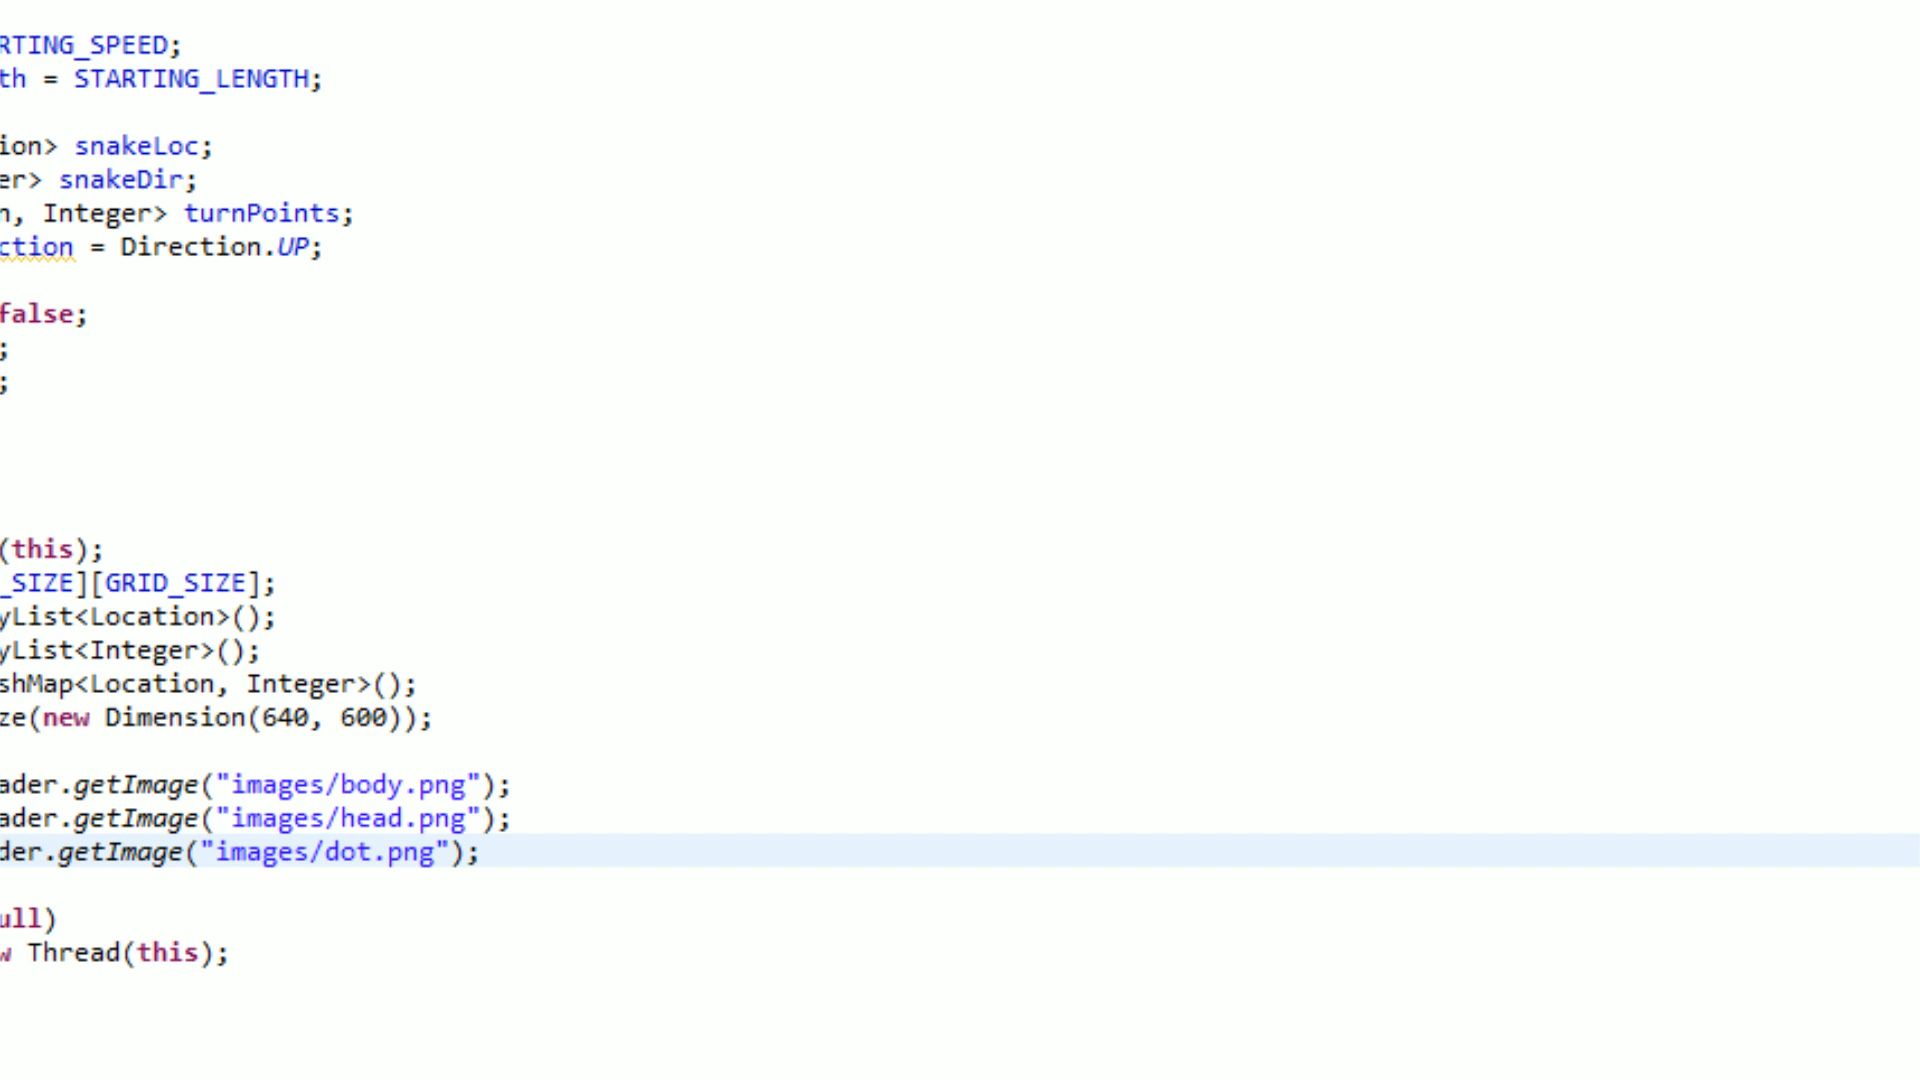 RTING_SPEED;
th = STARTING_LENGTH;
ion> snakeLoc;
er> snakeDir;
n, Integer> turnPoints;
ction = Direction.UP;
false;
;
;
(this);
_SIZE][GRID_SIZE];
yList<Location>();
yList<Integer>();
shMap<Location, Integer>();
ze(new Dimension(640, 600));
ader.getImage("images/body.png");
ader.getImage("images/head.png");
der.getImage("images/dot.png");
ull)
w Thread(this);